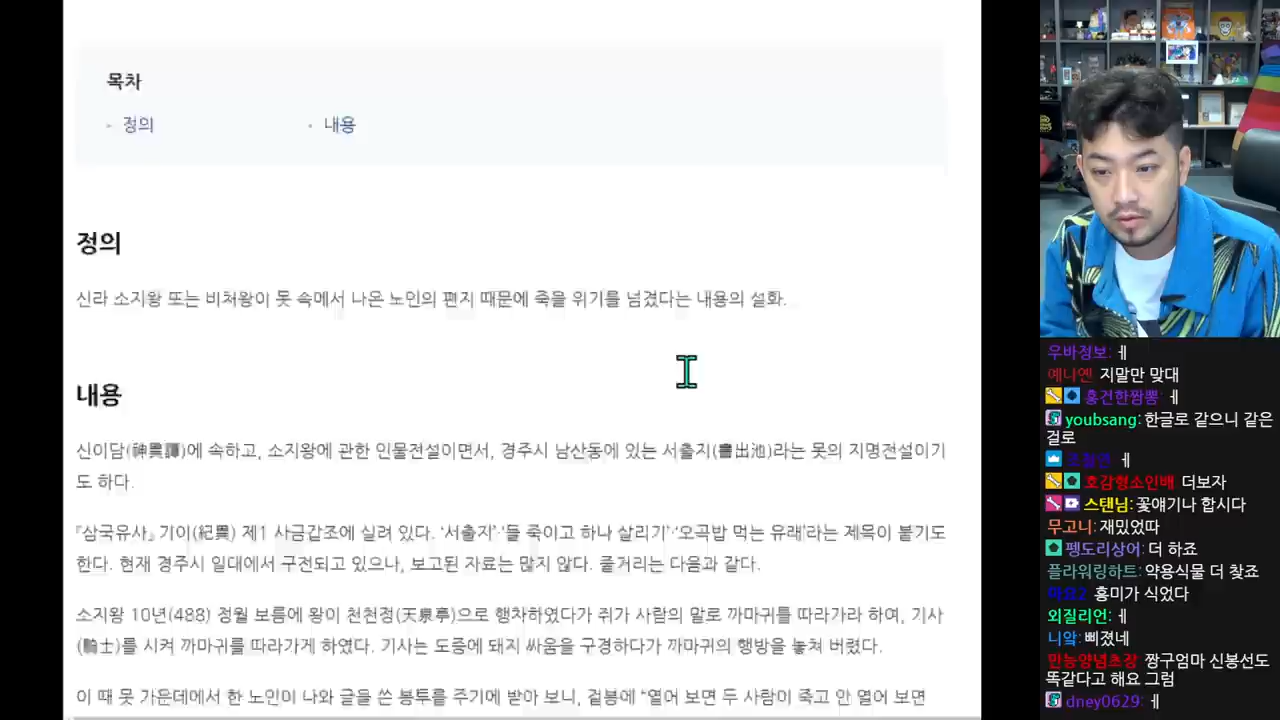 목차
정의
내용
정의
신라 소지왕 또는 비처왕이 못 속에서 나온 노인의 편지 때문에 죽을 위기를 넘겼다는 내용의 설화.
내용
신이담(神異譚)에 속하고, 소지왕에 관한 인물전설이면서, 경주시 남산동에 있는 서출지(書出池)라는 못의 지명전설이기
도 하다.
『삼국유사』 기이(紀異) 제1 사금갑조에 실려 있다. ‘서출지’·‘둘 죽이고 하나 살리기’·‘오곡밥 먹는 유래’라는 제목이 붙기도
한다. 현재 경주시 일대에서 구전되고 있으나, 보고된 자료는 많지 않다. 줄거리는 다음과 같다.
소지왕 10년(488) 정월 보름에 왕이 천천정(天泉亭)으로 행차하였다가 쥐가 사람의 말로 까마귀를 따라가라 하여, 기사
(騎士)를 시켜 까마귀를 따라가게 하였다. 기사는 도중에 돼지 싸움을 구경하다가 까마귀의 행방을 놓쳐 버렸다.
이 때 못 가운데에서 한 노인이 나와 글을 쓴 봉투를 주기에 받아 보니, 겉봉에 “열어 보면 두 사람이 죽고 안 열어 보면
우바정보: ㅔ
예니옌: 지말만 맞대
홍건한짬뽕: ㅔ
youbsang: 한글로 같으니 같은
걸로
조철연: ㅔ
호감형소인배: 더보자
스탠님: 꽃얘기나 합시다
무고니: 재밌었따
펭도리상어: 더 하죠
플라워링하트: 약용식물 더 찾죠
마요2: 흥미가 식었다
외질리언: ㅔ
니앜: 삐졌네
만능양념초장: 짱구엄마 신봉선도
똑같다고 해요 그럼
dney0629: ㅔ